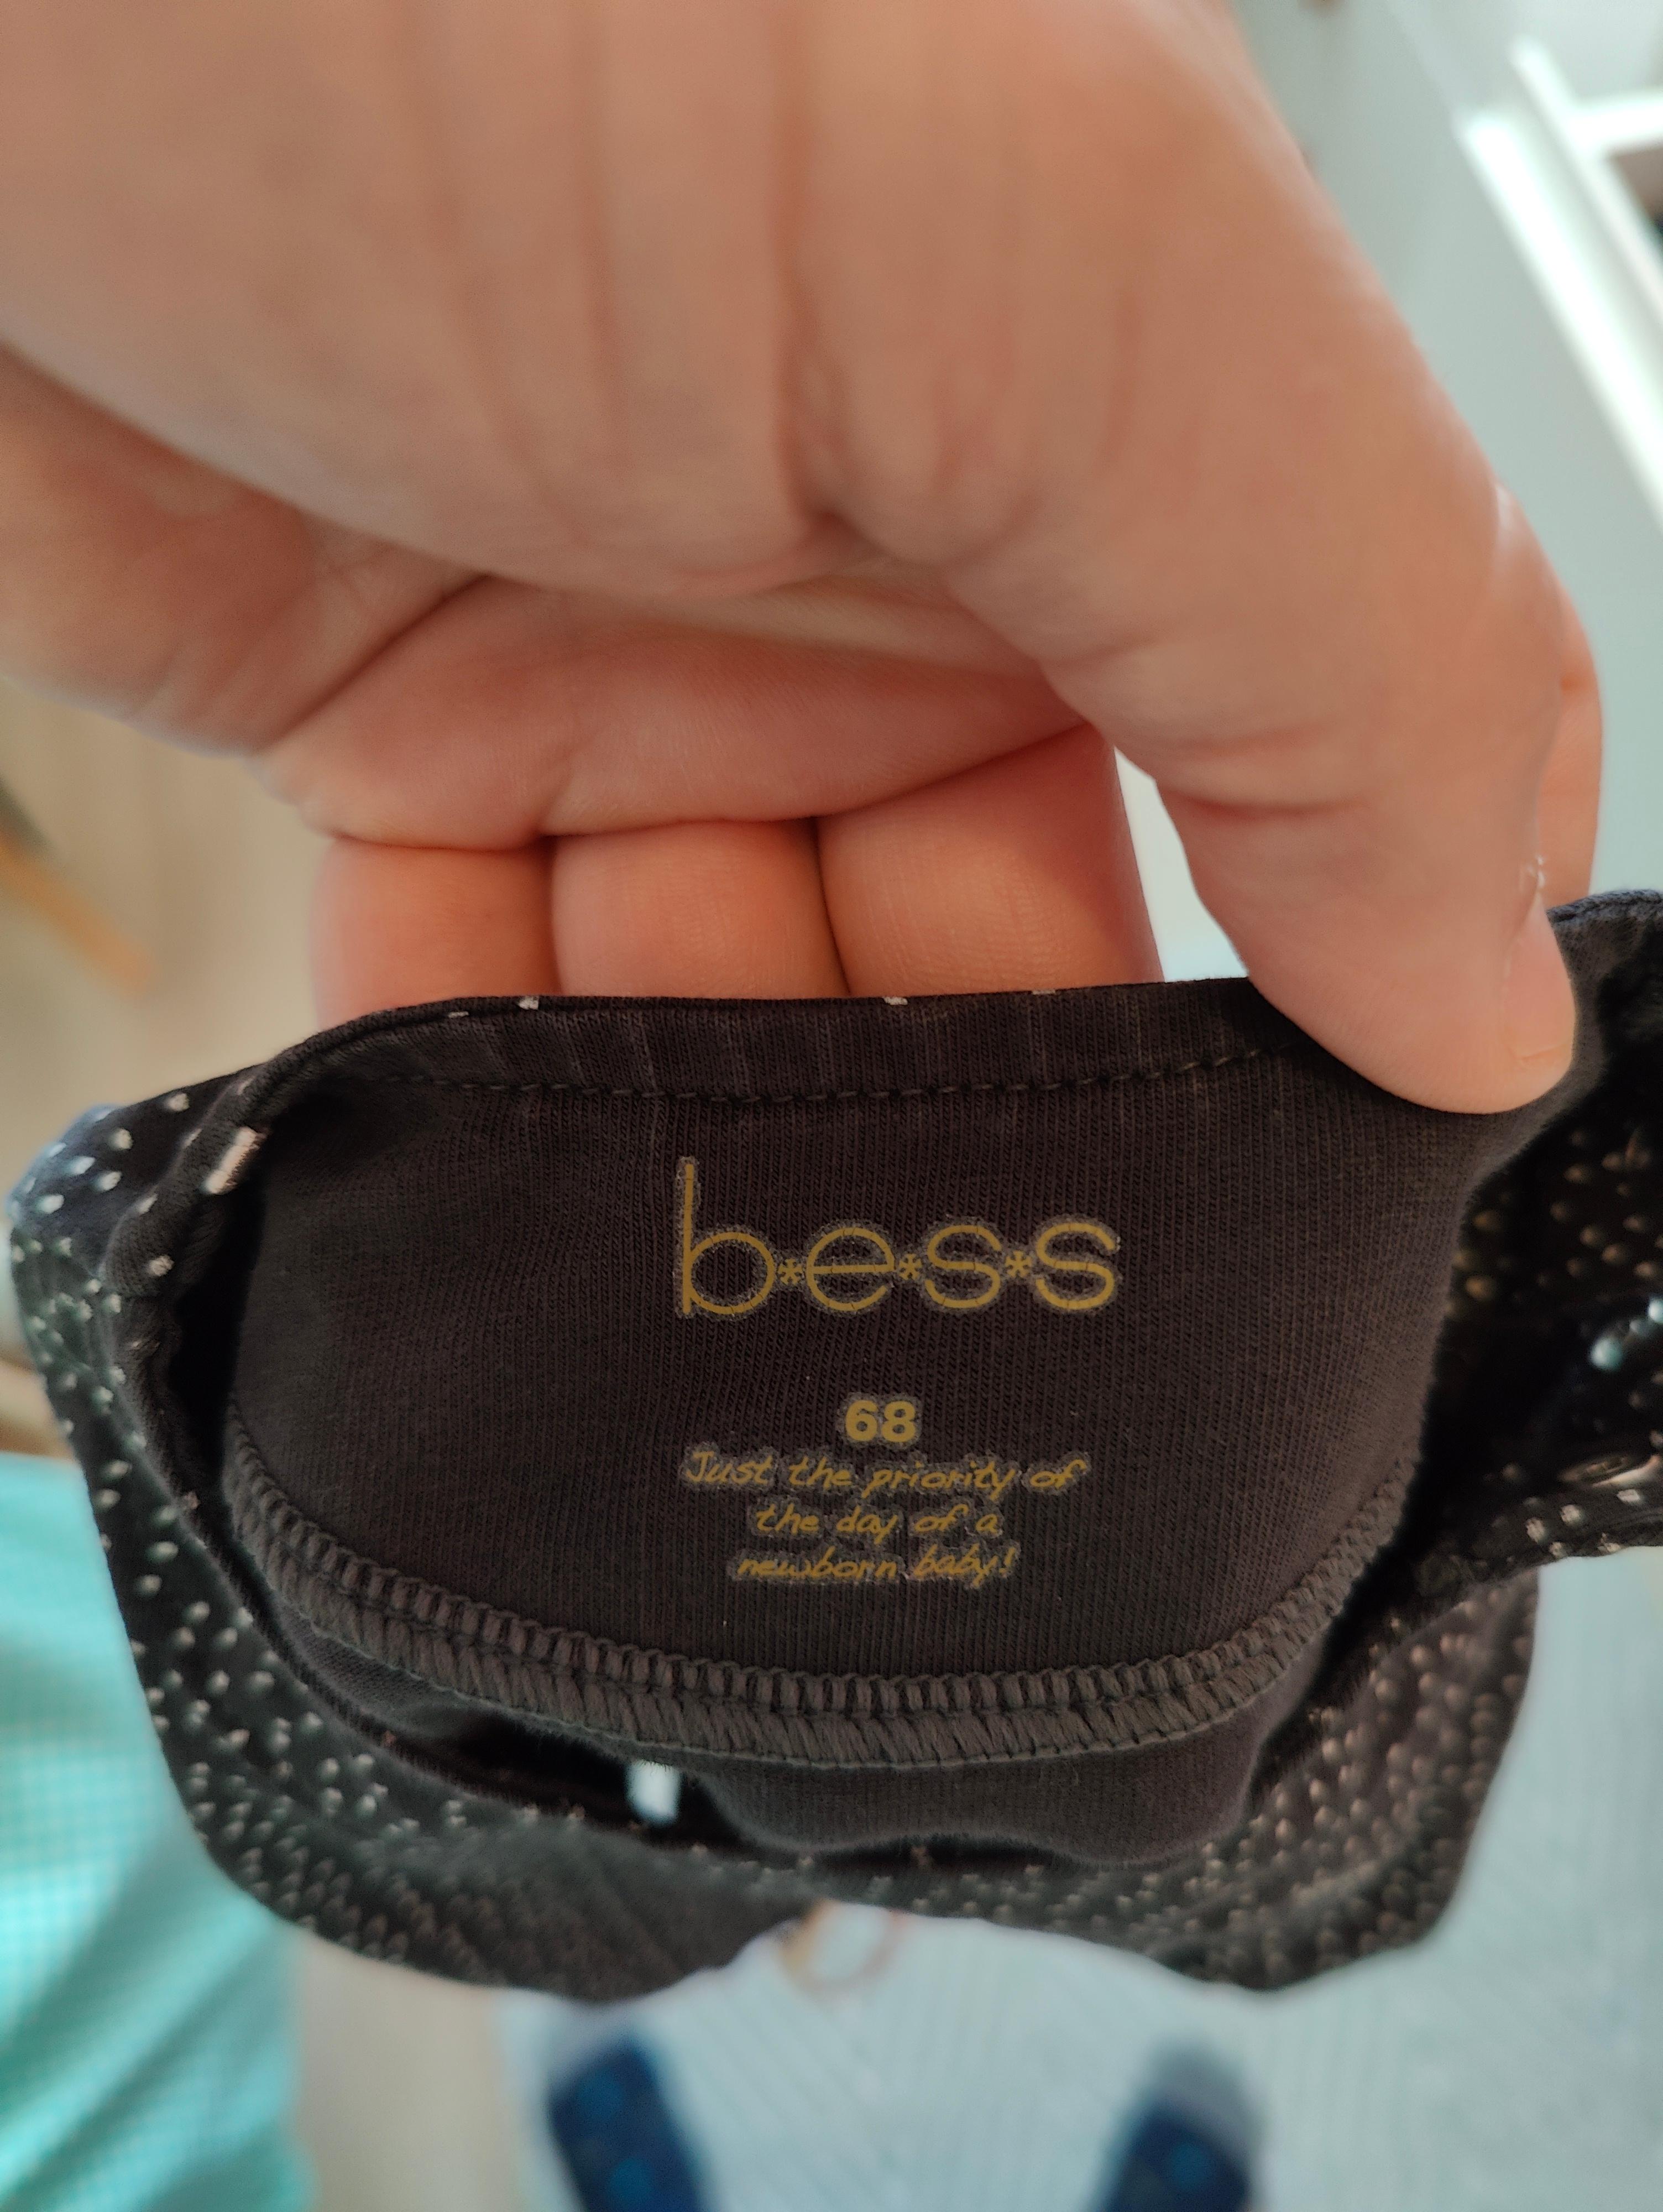 b*e*s*s
68
Just the priority of
the day of a
newborn baby!